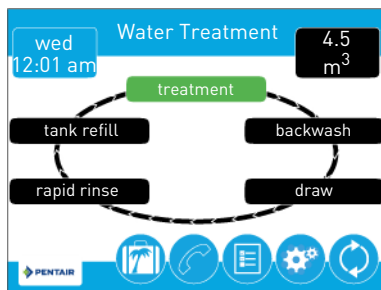 wed
12:01 am
Water Treatment
4.5
m³
treatment
tank refill
backwash
rapid rinse
draw
PENTAIR